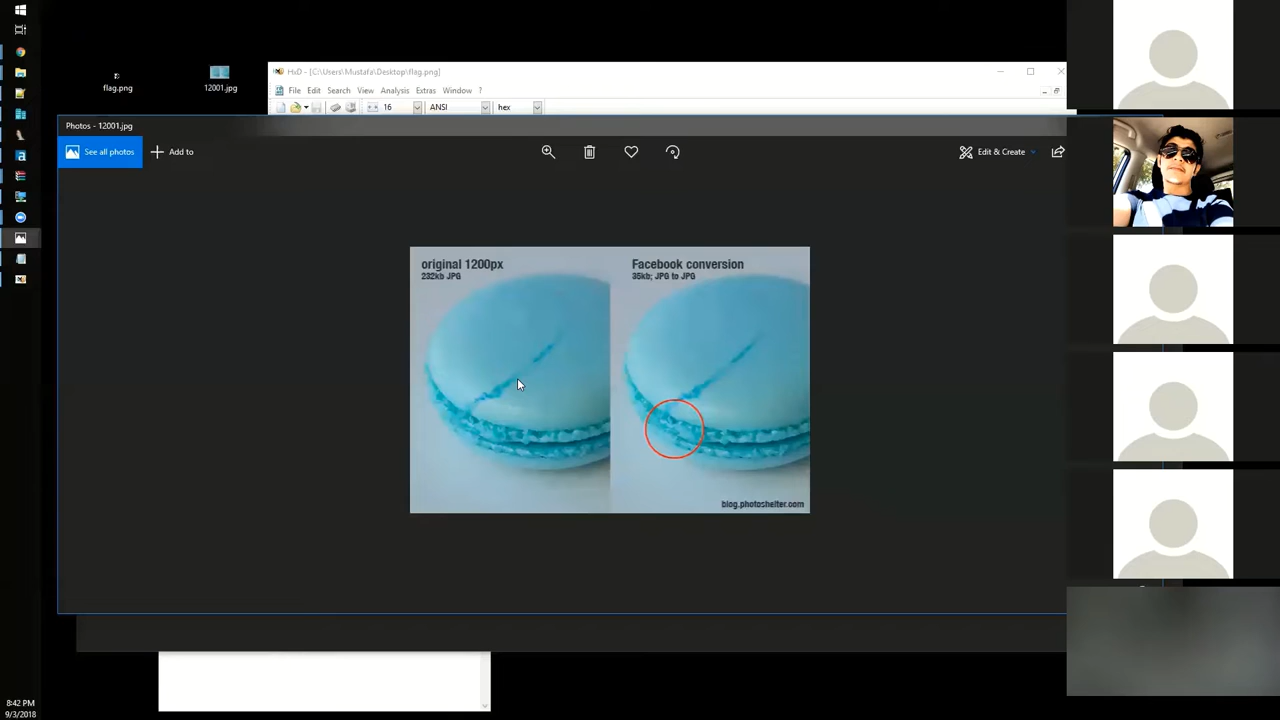 flag.png
12001.jpg
HxD - [C:\Users\Mustafa\Desktop\flag.png]
File Edit Search View Analysis Extras Window ?
16 ANSI hex
Photos - 12001.jpg
See all photos
Add to
Edit & Create
original 1200px
232kb JPG
Facebook conversion
35kb; JPG to JPG
blog.photoshelter.com
8:42 PM
9/3/2018